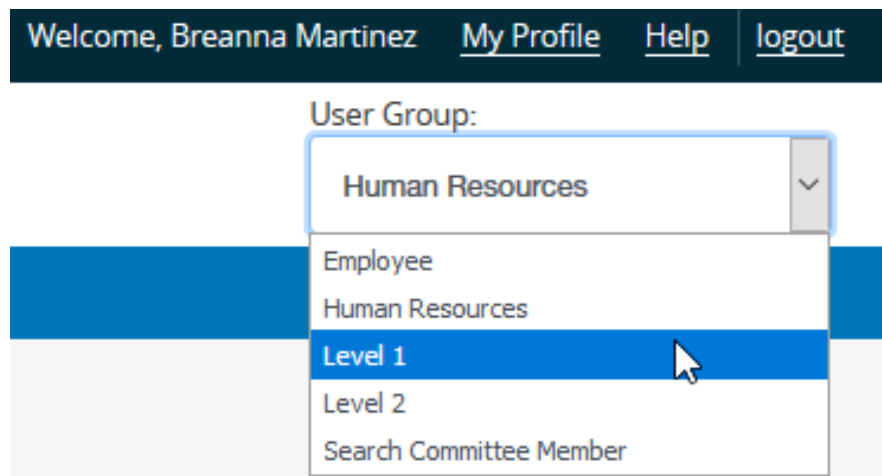 Welcome, Breanna Martinez My Profile Help logout
User Group:
Human Resources
Employee
Human Resources
Level 1
Level 2
Search Committee Member